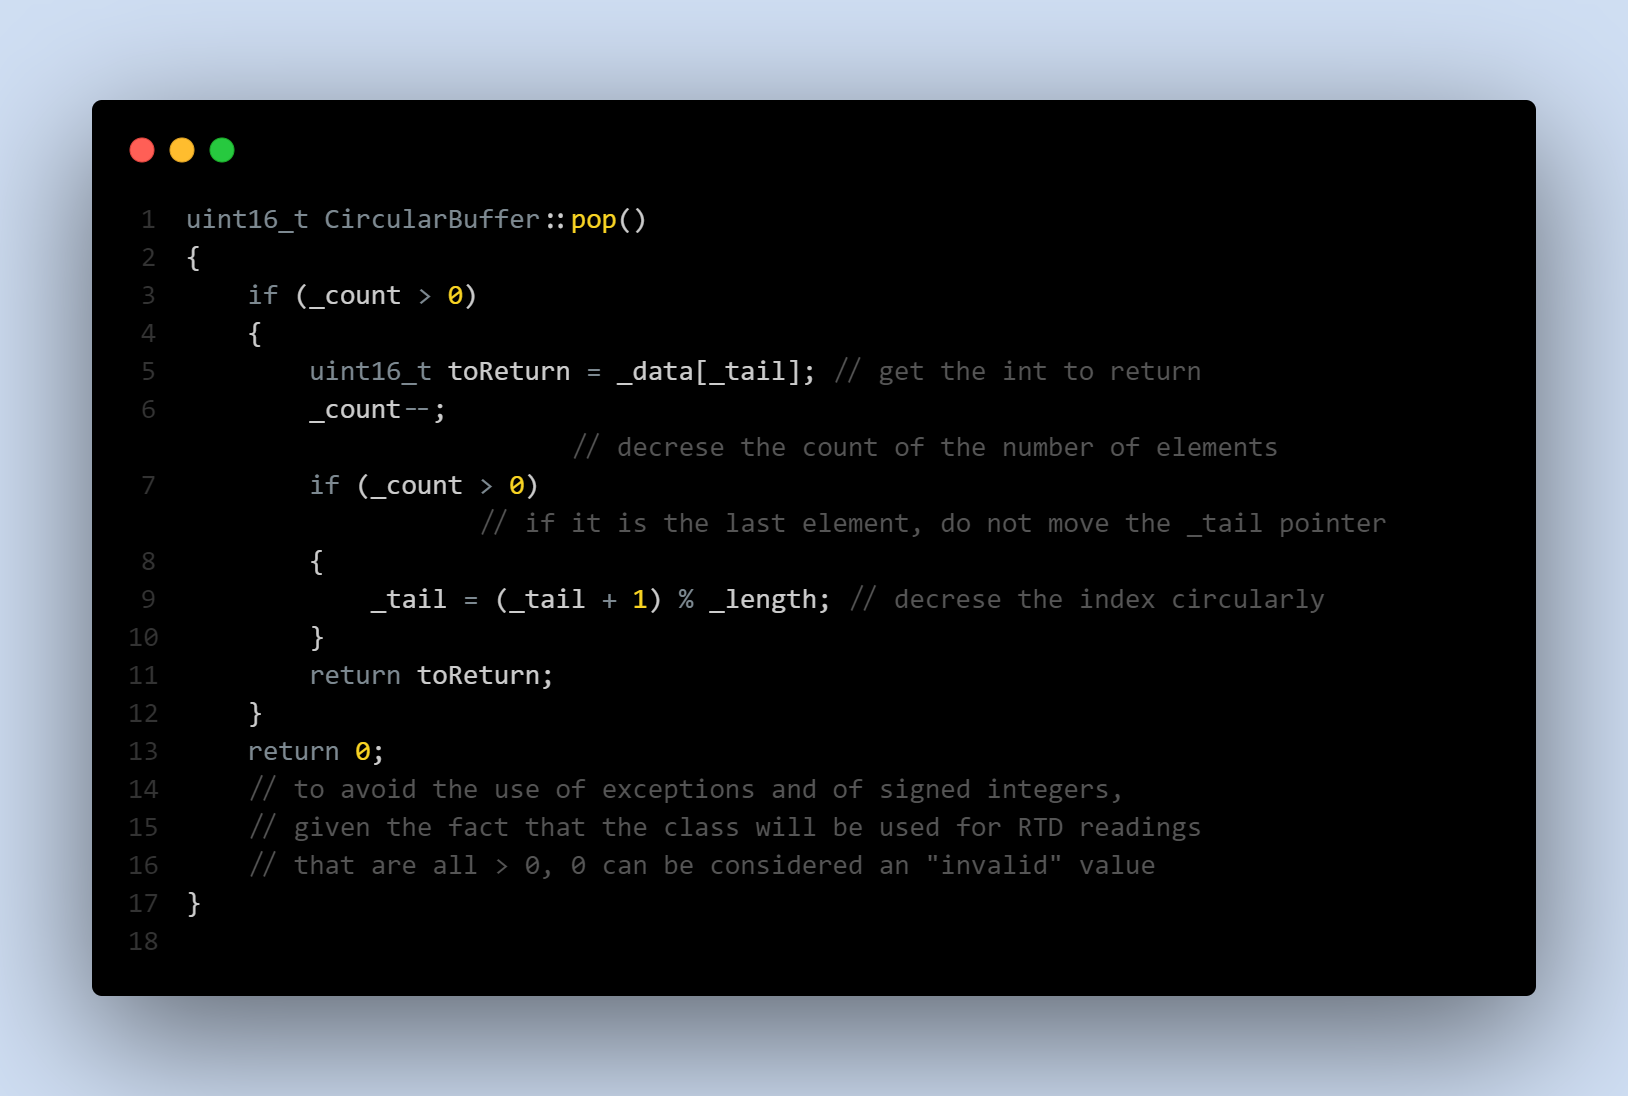 1 uint16_t CircularBuffer::pop()
2 {
3     if (_count > 0)
4     {
5         uint16_t toReturn = _data[_tail]; // get the int to return
6         _count--;
                         // decrese the count of the number of elements
7         if (_count > 0)
                   // if it is the last element, do not move the _tail pointer
8         {
9             _tail = (_tail + 1) % _length; // decrese the index circularly
10         }
11         return toReturn;
12     }
13     return 0;
14     // to avoid the use of exceptions and of signed integers,
15     // given the fact that the class will be used for RTD readings
16     // that are all > 0, 0 can be considered an "invalid" value
17 }
18